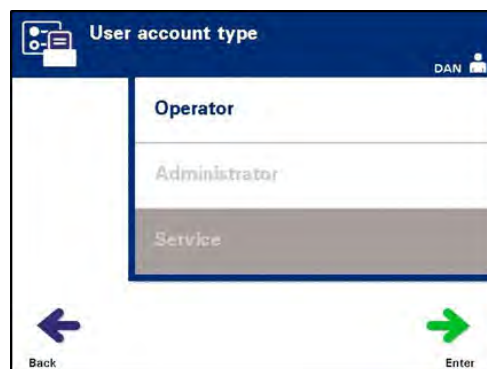 User account type
DAN
Operator
Administrator
Service
Back
Enter